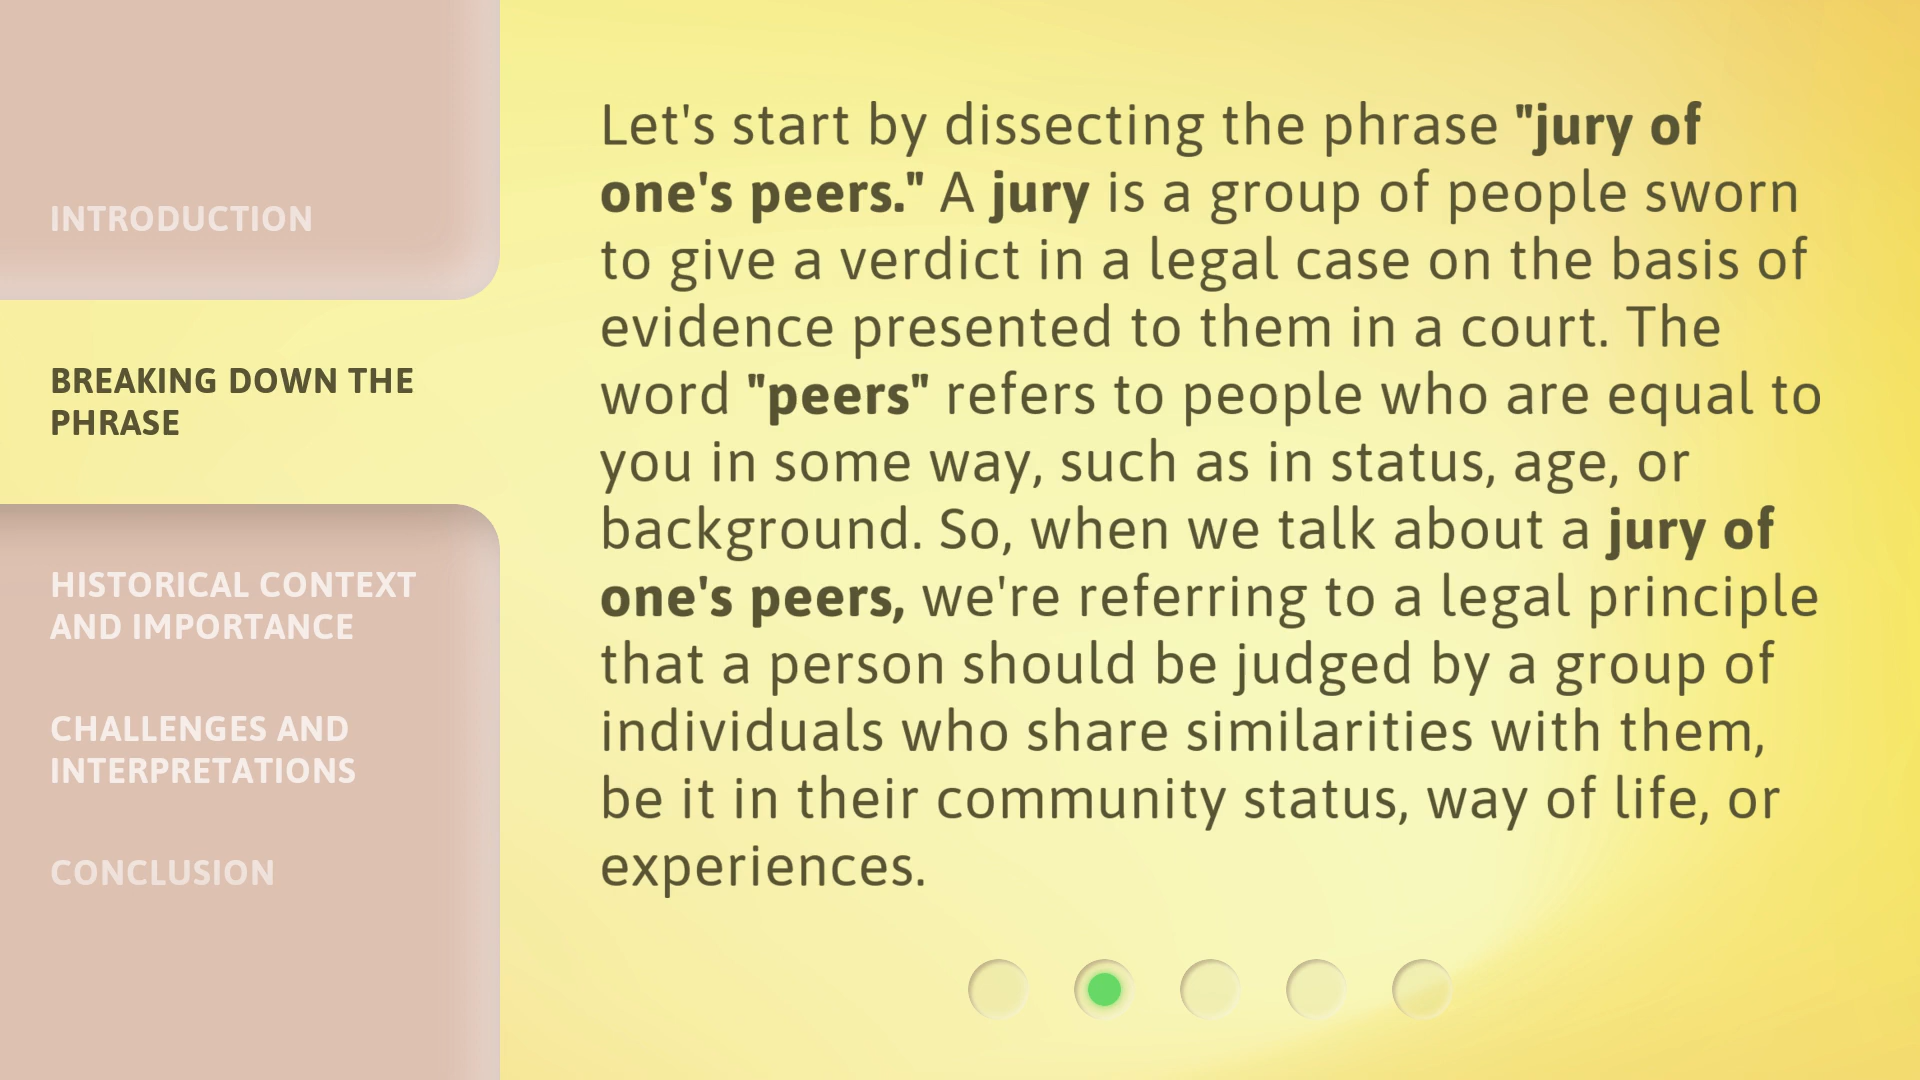 INTRODUCTION
BREAKING DOWN THE
PHRASE
HISTORICAL CONTEXT
AND IMPORTANCE
CHALLENGES AND
INTERPRETATIONS
CONCLUSION
Let's start by dissecting the phrase "jury of
one's peers." A jury is a group of people sworn
to give a verdict in a legal case on the basis of
evidence presented to them in a court. The
word "peers" refers to people who are equal to
you in some way, such as in status, age, or
background. So, when we talk about a jury of
one's peers, we're referring to a legal principle
that a person should be judged by a group of
individuals who share similarities with them,
be it in their community status, way of life, or
experiences.